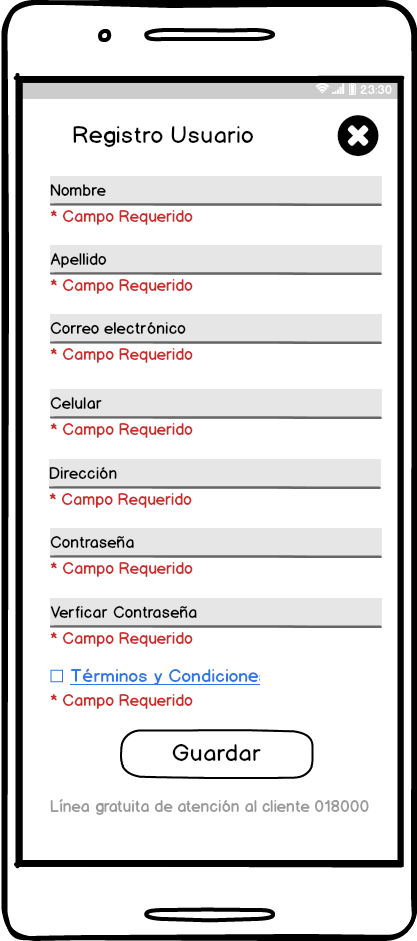 23:30
Registro Usuario
Nombre
* Campo Requerido
Apellido
* Campo Requerido
Correo electrónico
* Campo Requerido
Celular
* Campo Requerido
Dirección
* Campo Requerido
Contraseña
* Campo Requerido
Verficar Contraseña
* Campo Requerido
Términos y Condicione
* Campo Requerido
Guardar
Línea gratuita de atención al cliente 018000